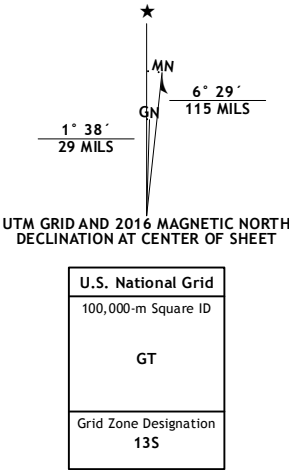 ★
MN
6° 29´
115 MILS
GN
1° 38´
29 MILS
UTM GRID AND 2016 MAGNETIC NORTH
DECLINATION AT CENTER OF SHEET
U.S. National Grid
100,000-m Square ID
GT
Grid Zone Designation
13S